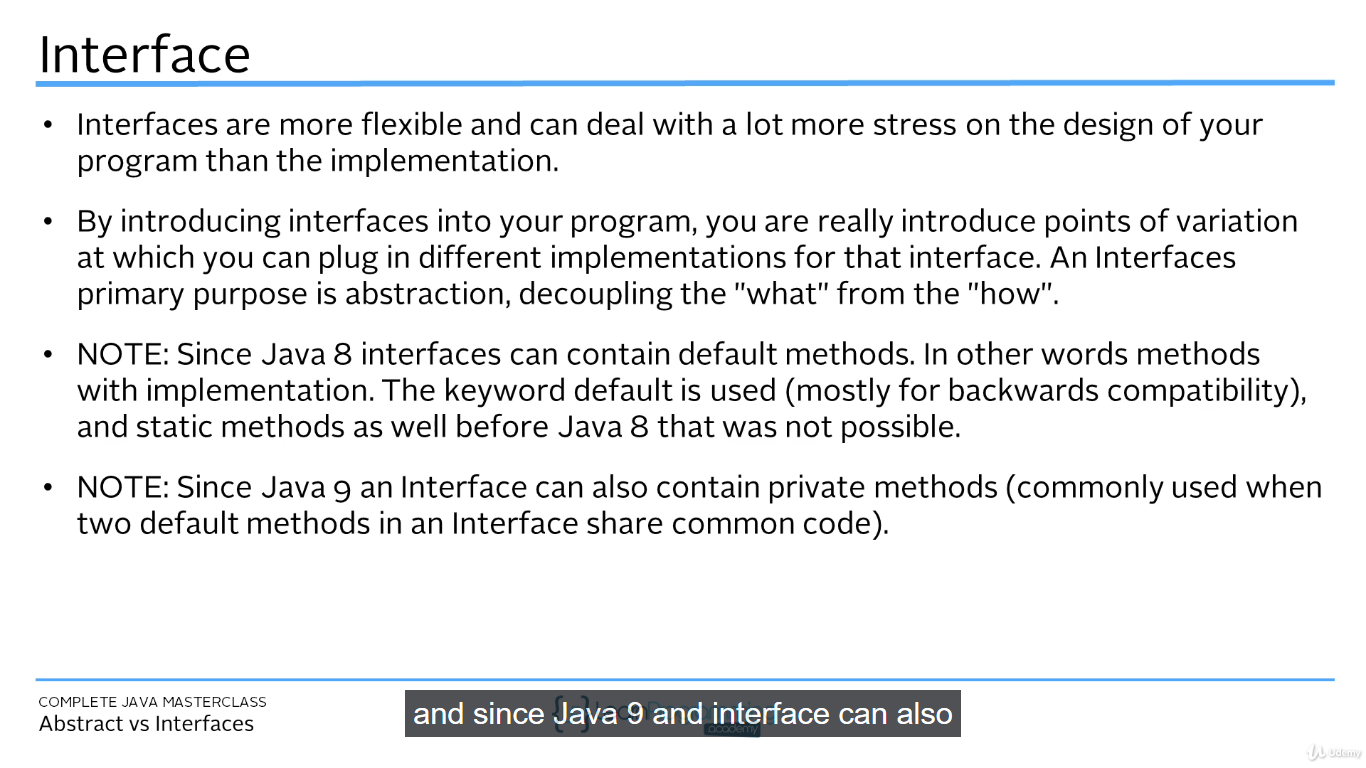 Interface
• Interfaces are more flexible and can deal with a lot more stress on the design of your
program than the implementation.
• By introducing interfaces into your program, you are really introduce points of variation
at which you can plug in different implementations for that interface. An Interfaces
primary purpose is abstraction, decoupling the "what" from the "how".
• NOTE: Since Java 8 interfaces can contain default methods. In other words methods
with implementation. The keyword default is used (mostly for backwards compatibility),
and static methods as well before Java 8 that was not possible.
• NOTE: Since Java 9 an Interface can also contain private methods (commonly used when
two default methods in an Interface share common code).
COMPLETE JAVA MASTERCLASS
Abstract vs Interfaces
and since Java 9 and interface can also
academy
Udemy